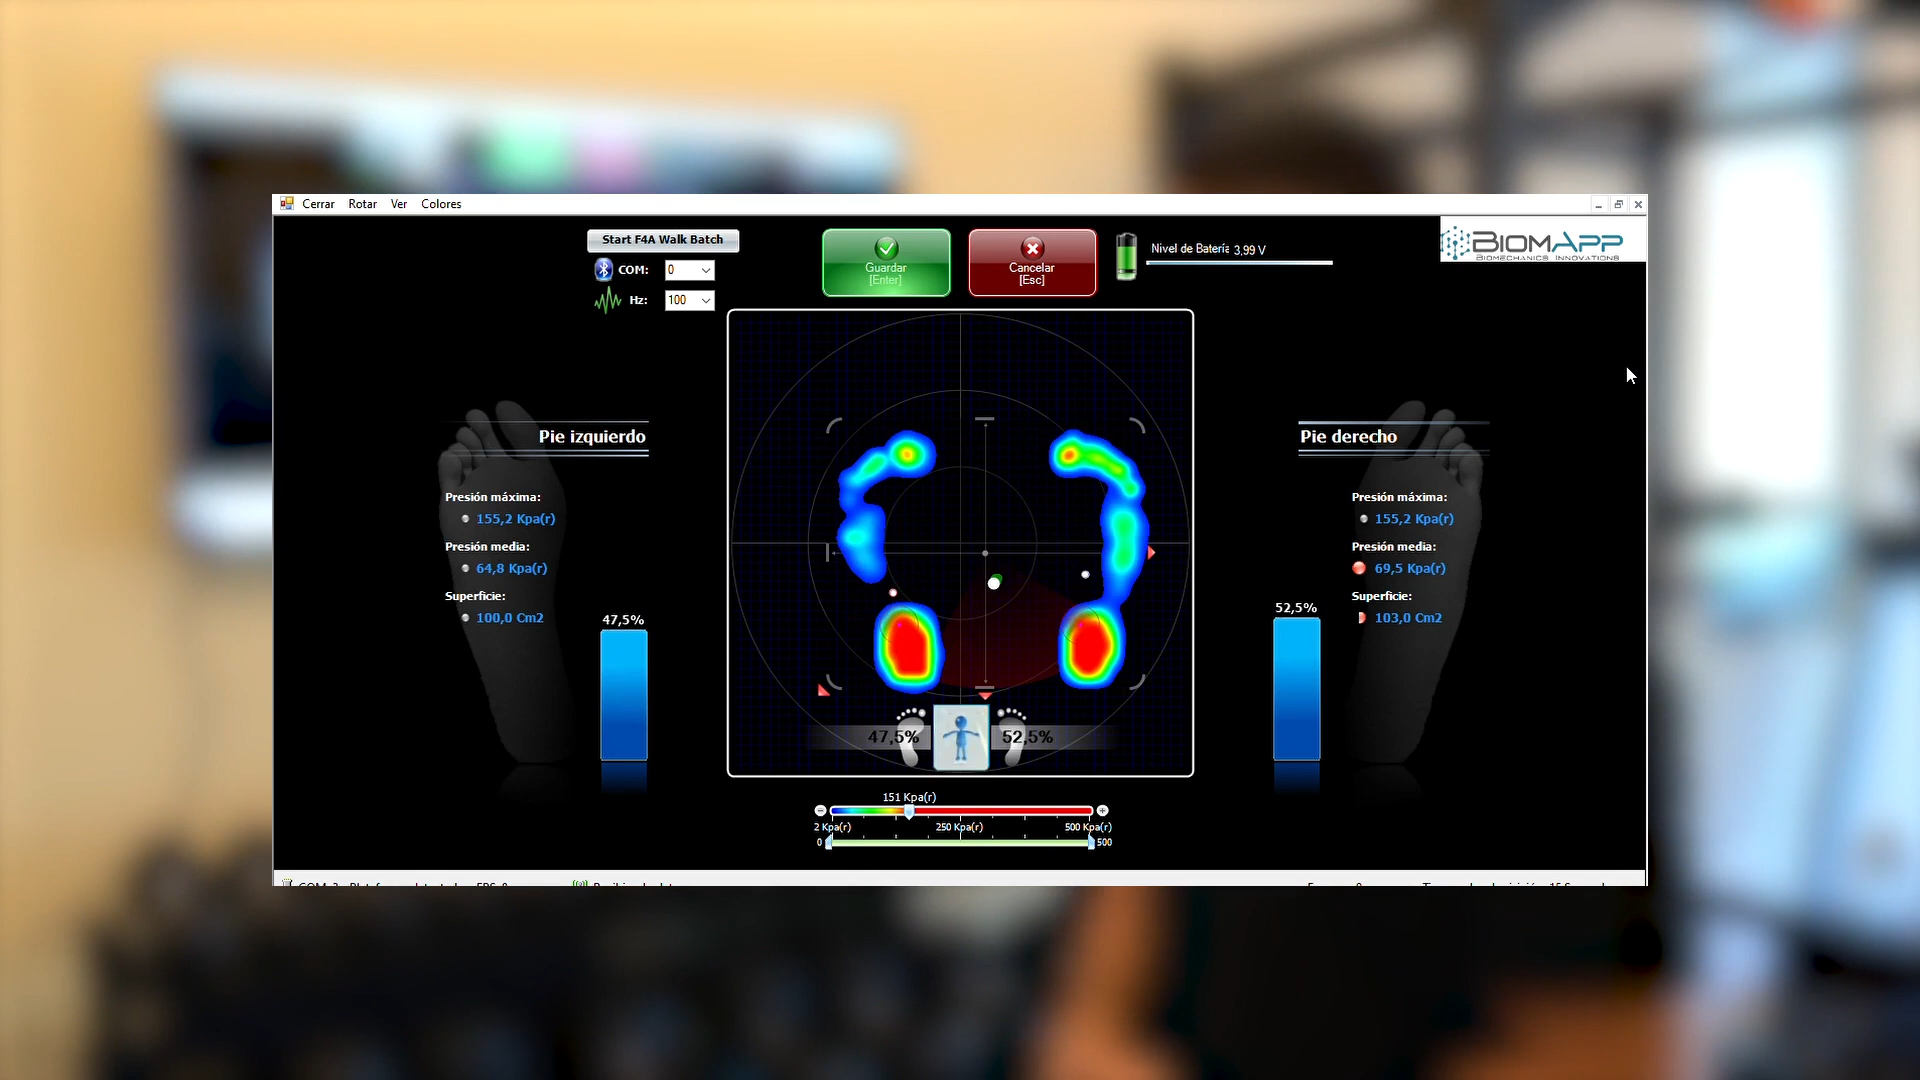 Cerrar Rotar Ver Colores
Start F4A Walk Batch
COM: 0
Hz: 100
Guardar
[Enter]
Cancelar
[Esc]
Nivel de Batería 3,99 V
BIOMAPP
BIOMECHANICS INNOVATIONS
Pie izquierdo
Presión máxima:
155,2 Kpa(r)
Presión media:
64,8 Kpa(r)
Superficie:
100,0 Cm2
47,5%
Pie derecho
Presión máxima:
155,2 Kpa(r)
Presión media:
69,5 Kpa(r)
Superficie:
103,0 Cm2
52,5%
47,5% 52,5%
151 Kpa(r)
2 Kpa(r) 250 Kpa(r) 500 Kpa(r)
0 500